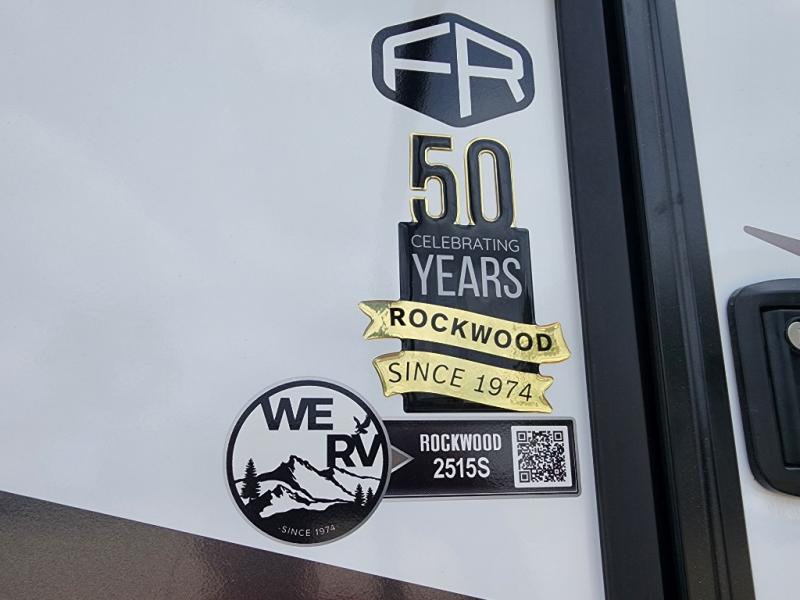 FR
50
CELEBRATING
YEARS
ROCKWOOD
SINCE 1974
WE
RV
ROCKWOOD
2515S
·SINCE 1974·